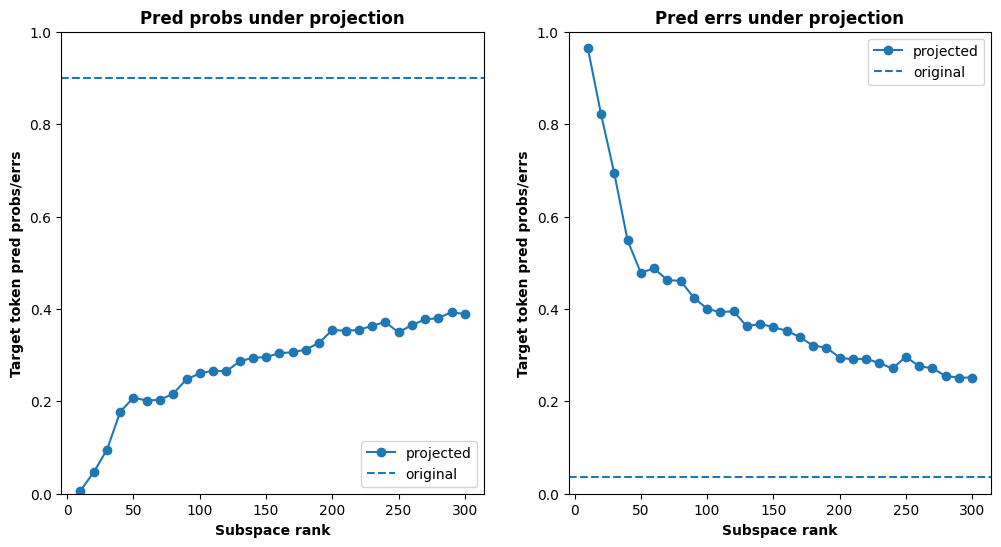 Pred probs under projection
Target token pred probs/errs
1.0
0.8
0.6
0.4
0.2
0.0
0 50 100 150 200 250 300
Subspace rank
projected
original
Pred errs under projection
Target token pred probs/errs
1.0
0.8
0.6
0.4
0.2
0.0
0 50 100 150 200 250 300
Subspace rank
projected
original